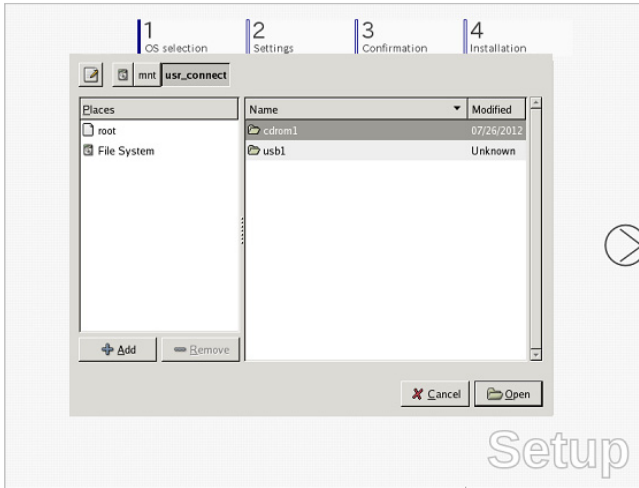 1 OS selection
2 Settings
3 Confirmation
4 Installation
mnt usr_connect
Places
root
File System
Add Remove
Name Modified
cdrom1 07/26/2012
usb1 Unknown
Cancel Open
Setup